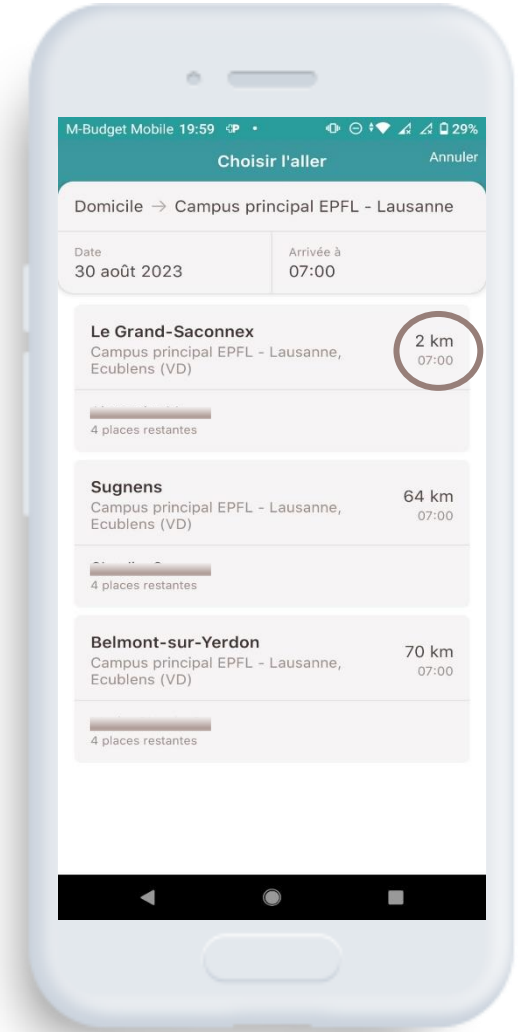 M-Budget Mobile 19:59 29%
Choisir l'aller Annuler
Domicile → Campus principal EPFL - Lausanne
Date Arrivée à
30 août 2023 07:00
Le Grand-Saconnex 2 km
Campus principal EPFL - Lausanne, 07:00
Ecublens (VD)
4 places restantes
Sugnens 64 km
Campus principal EPFL - Lausanne, 07:00
Ecublens (VD)
4 places restantes
Belmont-sur-Yerdon 70 km
Campus principal EPFL - Lausanne, 07:00
Ecublens (VD)
4 places restantes